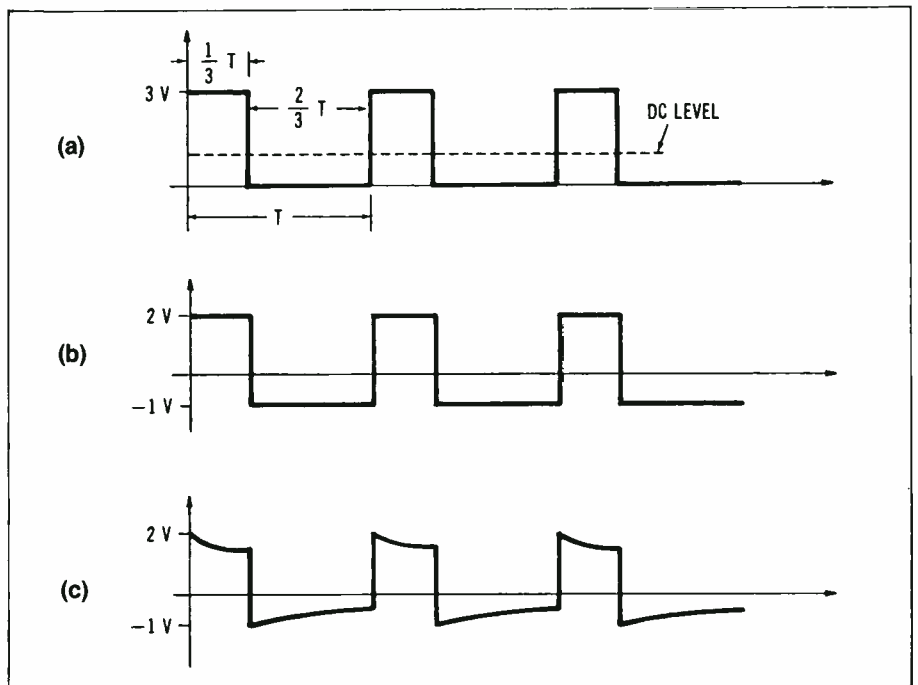 1/3 T
3 V
2/3 T
DC LEVEL
(a)
T
2 V
(b)
−1 V
2 V
(c)
−1 V